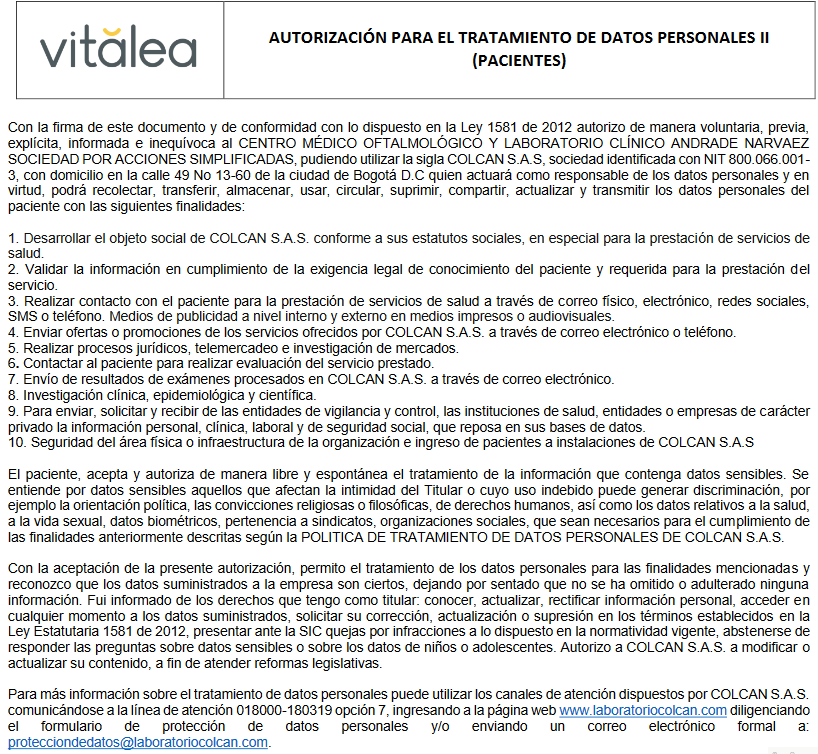 vitalea
AUTORIZACIÓN PARA EL TRATAMIENTO DE DATOS PERSONALES II
(PACIENTES)
Con la firma de este documento y de conformidad con lo dispuesto en la Ley 1581 de 2012 autorizo de manera voluntaria, previa,
explícita, informada e inequívoca al CENTRO MÉDICO OFTALMOLÓGICO Y LABORATORIO CLÍNICO ANDRADE NARVAEZ
SOCIEDAD POR ACCIONES SIMPLIFICADAS, pudiendo utilizar la sigla COLCAN S.A.S, sociedad identificada con NIT 800.066.001-
3, con domicilio en la calle 49 No 13-60 de la ciudad de Bogotá D.C quien actuará como responsable de los datos personales y en
virtud, podrá recolectar, transferir, almacenar, usar, circular, suprimir, compartir, actualizar y transmitir los datos personales del
paciente con las siguientes finalidades:
1. Desarrollar el objeto social de COLCAN S.A.S. conforme a sus estatutos sociales, en especial para la prestación de servicios de
salud.
2. Validar la información en cumplimiento de la exigencia legal de conocimiento del paciente y requerida para la prestación del
servicio.
3. Realizar contacto con el paciente para la prestación de servicios de salud a través de correo físico, electrónico, redes sociales,
SMS o teléfono. Medios de publicidad a nivel interno y externo en medios impresos o audiovisuales.
4. Enviar ofertas o promociones de los servicios ofrecidos por COLCAN S.A.S. a través de correo electrónico o teléfono.
5. Realizar procesos jurídicos, telemercadeo e investigación de mercados.
6. Contactar al paciente para realizar evaluación del servicio prestado.
7. Envío de resultados de exámenes procesados en COLCAN S.A.S. a través de correo electrónico.
8. Investigación clínica, epidemiológica y científica.
9. Para enviar, solicitar y recibir de las entidades de vigilancia y control, las instituciones de salud, entidades o empresas de carácter
privado la información personal, clínica, laboral y de seguridad social, que reposa en sus bases de datos.
10. Seguridad del área física o infraestructura de la organización e ingreso de pacientes a instalaciones de COLCAN S.A.S
El paciente, acepta y autoriza de manera libre y espontánea el tratamiento de la información que contenga datos sensibles. Se
entiende por datos sensibles aquellos que afectan la intimidad del Titular o cuyo uso indebido puede generar discriminación, por
ejemplo la orientación política, las convicciones religiosas o filosóficas, de derechos humanos, así como los datos relativos a la salud,
a la vida sexual, datos biométricos, pertenencia a sindicatos, organizaciones sociales, que sean necesarios para el cumplimiento de
las finalidades anteriormente descritas según la POLITICA DE TRATAMIENTO DE DATOS PERSONALES DE COLCAN S.A.S.
Con la aceptación de la presente autorización, permito el tratamiento de los datos personales para las finalidades mencionadas y
reconozco que los datos suministrados a la empresa son ciertos, dejando por sentado que no se ha omitido o adulterado ninguna
información. Fui informado de los derechos que tengo como titular: conocer, actualizar, rectificar información personal, acceder en
cualquier momento a los datos suministrados, solicitar su corrección, actualización o supresión en los términos establecidos en la
Ley Estatutaria 1581 de 2012, presentar ante la SIC quejas por infracciones a lo dispuesto en la normatividad vigente, abstenerse de
responder las preguntas sobre datos sensibles o sobre los datos de niños o adolescentes. Autorizo a COLCAN S.A.S. a modificar o
actualizar su contenido, a fin de atender reformas legislativas.
Para más información sobre el tratamiento de datos personales puede utilizar los canales de atención dispuestos por COLCAN S.A.S.
comunicándose a la línea de atención 018000-180319 opción 7, ingresando a la página web www.laboratoriocolcan.com diligenciando
el formulario de protección de datos personales y/o enviando un correo electrónico formal a:
protecciondedatos@laboratoriocolcan.com.